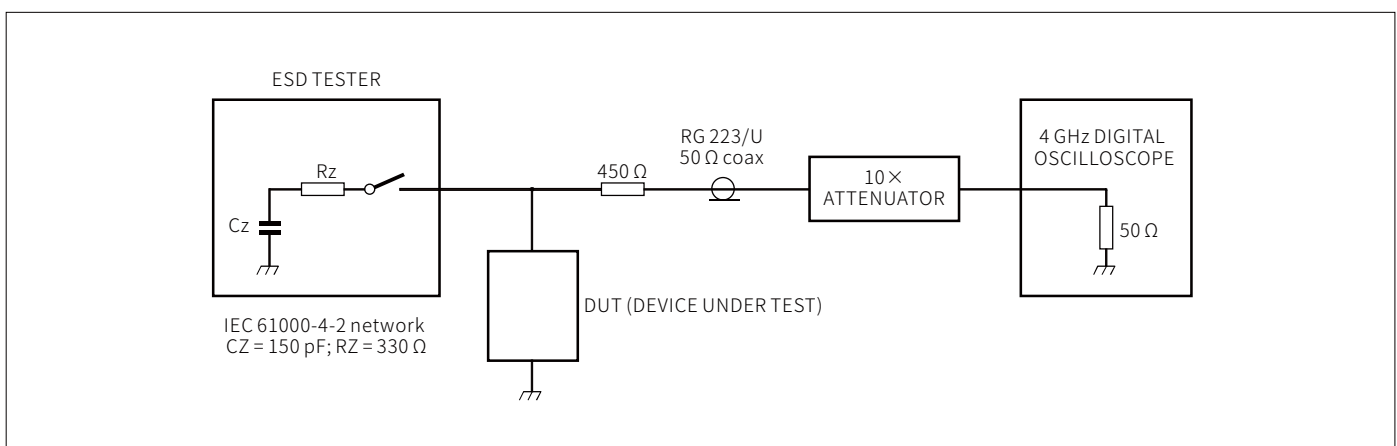 ESD TESTER
Rz
Cz
IEC 61000-4-2 network
CZ = 150 pF; RZ = 330 Ω
450 Ω
RG 223/U
50 Ω coax
DUT (DEVICE UNDER TEST)
10×
ATTENUATOR
4 GHz DIGITAL
OSCILLOSCOPE
50 Ω